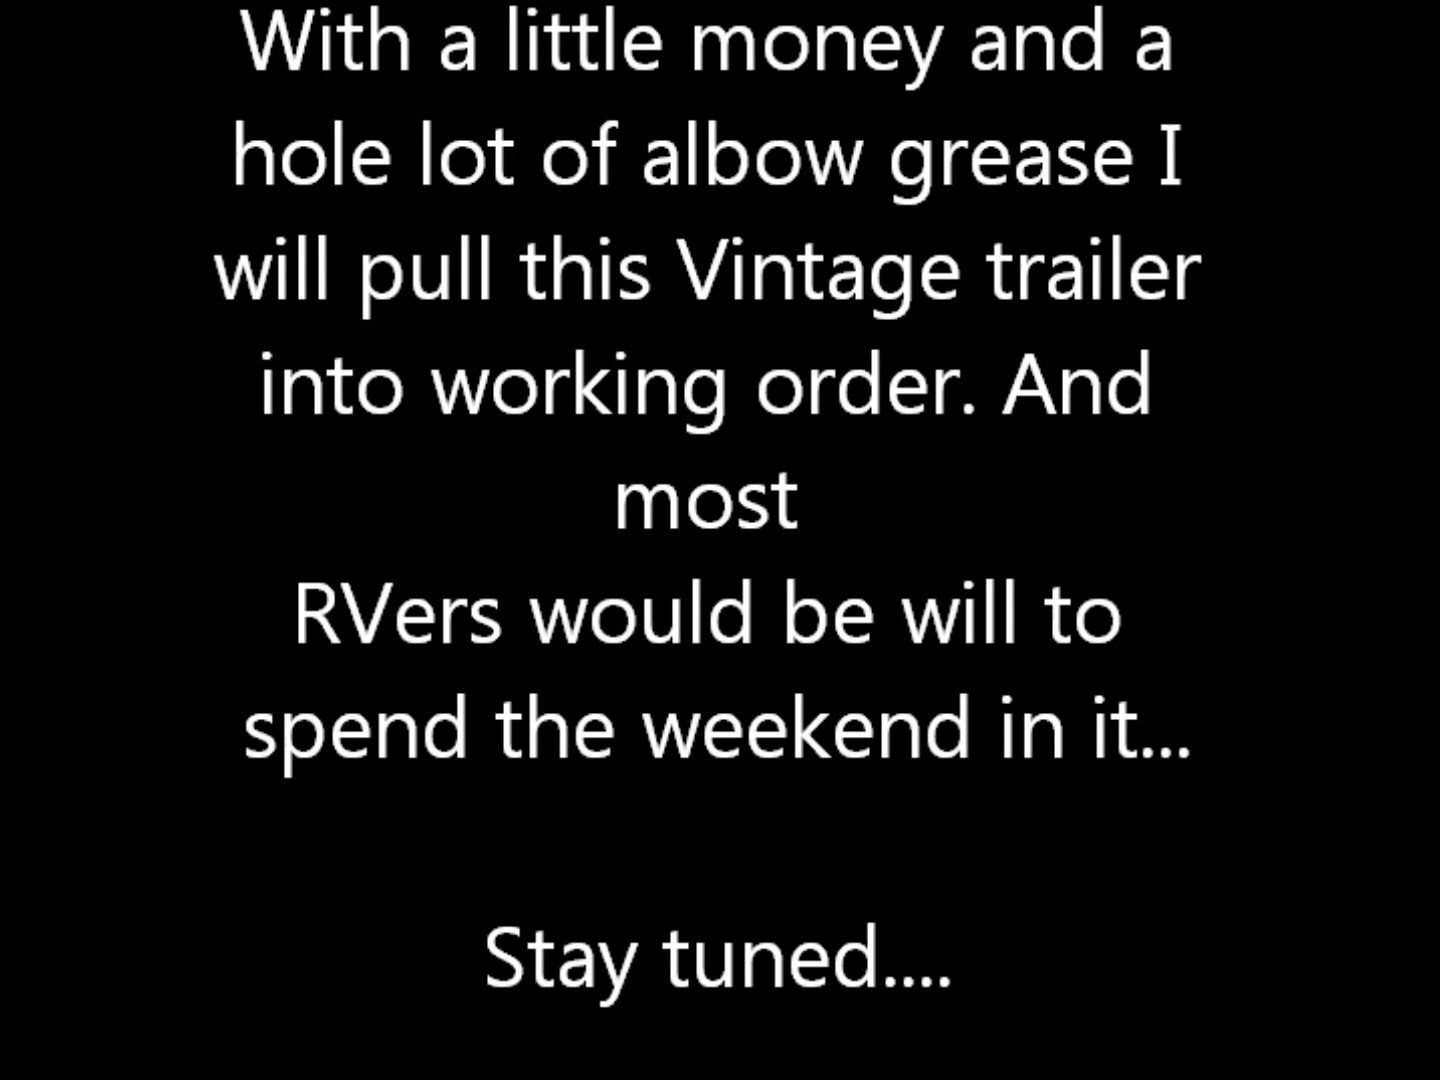 With a little money and a
hole lot of albow grease I
will pull this Vintage trailer
into working order. And
most
RVers would be will to
spend the weekend in it...
Stay tuned....